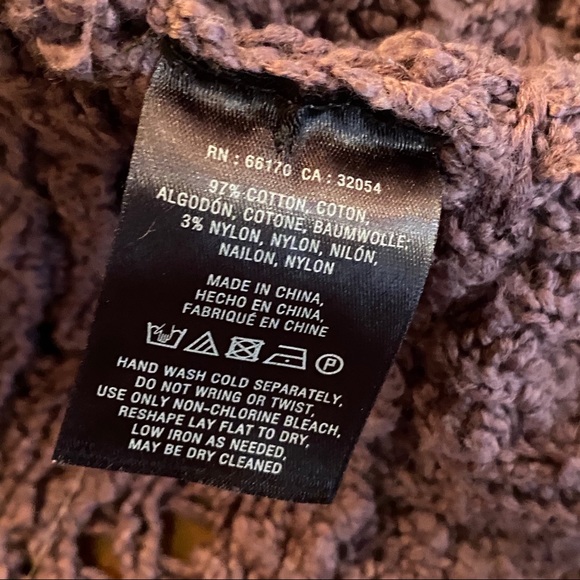 RN : 66170 CA : 32054
97% COTTON, COTON,
ALGODÓN, COTONE, BAUMWOLLE,
3% NYLON, NYLON, NILÓN,
NAILON, NYLON
MADE IN CHINA,
HECHO EN CHINA,
FABRIQUÉ EN CHINE
P
HAND WASH COLD SEPARATELY,
DO NOT WRING OR TWIST,
USE ONLY NON-CHLORINE BLEACH,
RESHAPE LAY FLAT TO DRY,
LOW IRON AS NEEDED,
MAY BE DRY CLEANED